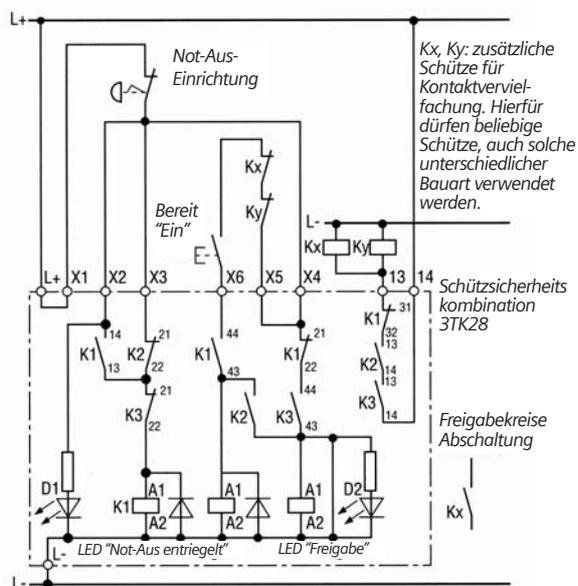 L+
Not-Aus-
Einrichtung
Kx, Ky: zusätzliche
Schütze für
Kontaktverviel-
fachung. Hierfür
dürfen beliebige
Schütze, auch solche
unterschiedlicher
Bauart verwendet
werden.
Kx
Ky
Bereit
"Ein"
L-
Kx Ky
L+ X1 X2 X3 X6 X5 X4 13 14
Schützsicherheits
kombination
3TK28
K1 14 13
K2 21 22
K1 44 43
K1 21 22
K1 31 32
K2 13 14
K3 13 14
K3 21 22
K2
K3 44 43
Freigabekreise
Abschaltung
D1
K1 A1 A2
A1 A2
A1 A2
D2
Kx
LED "Not-Aus entriegelt"
LED "Freigabe"
L-
L-